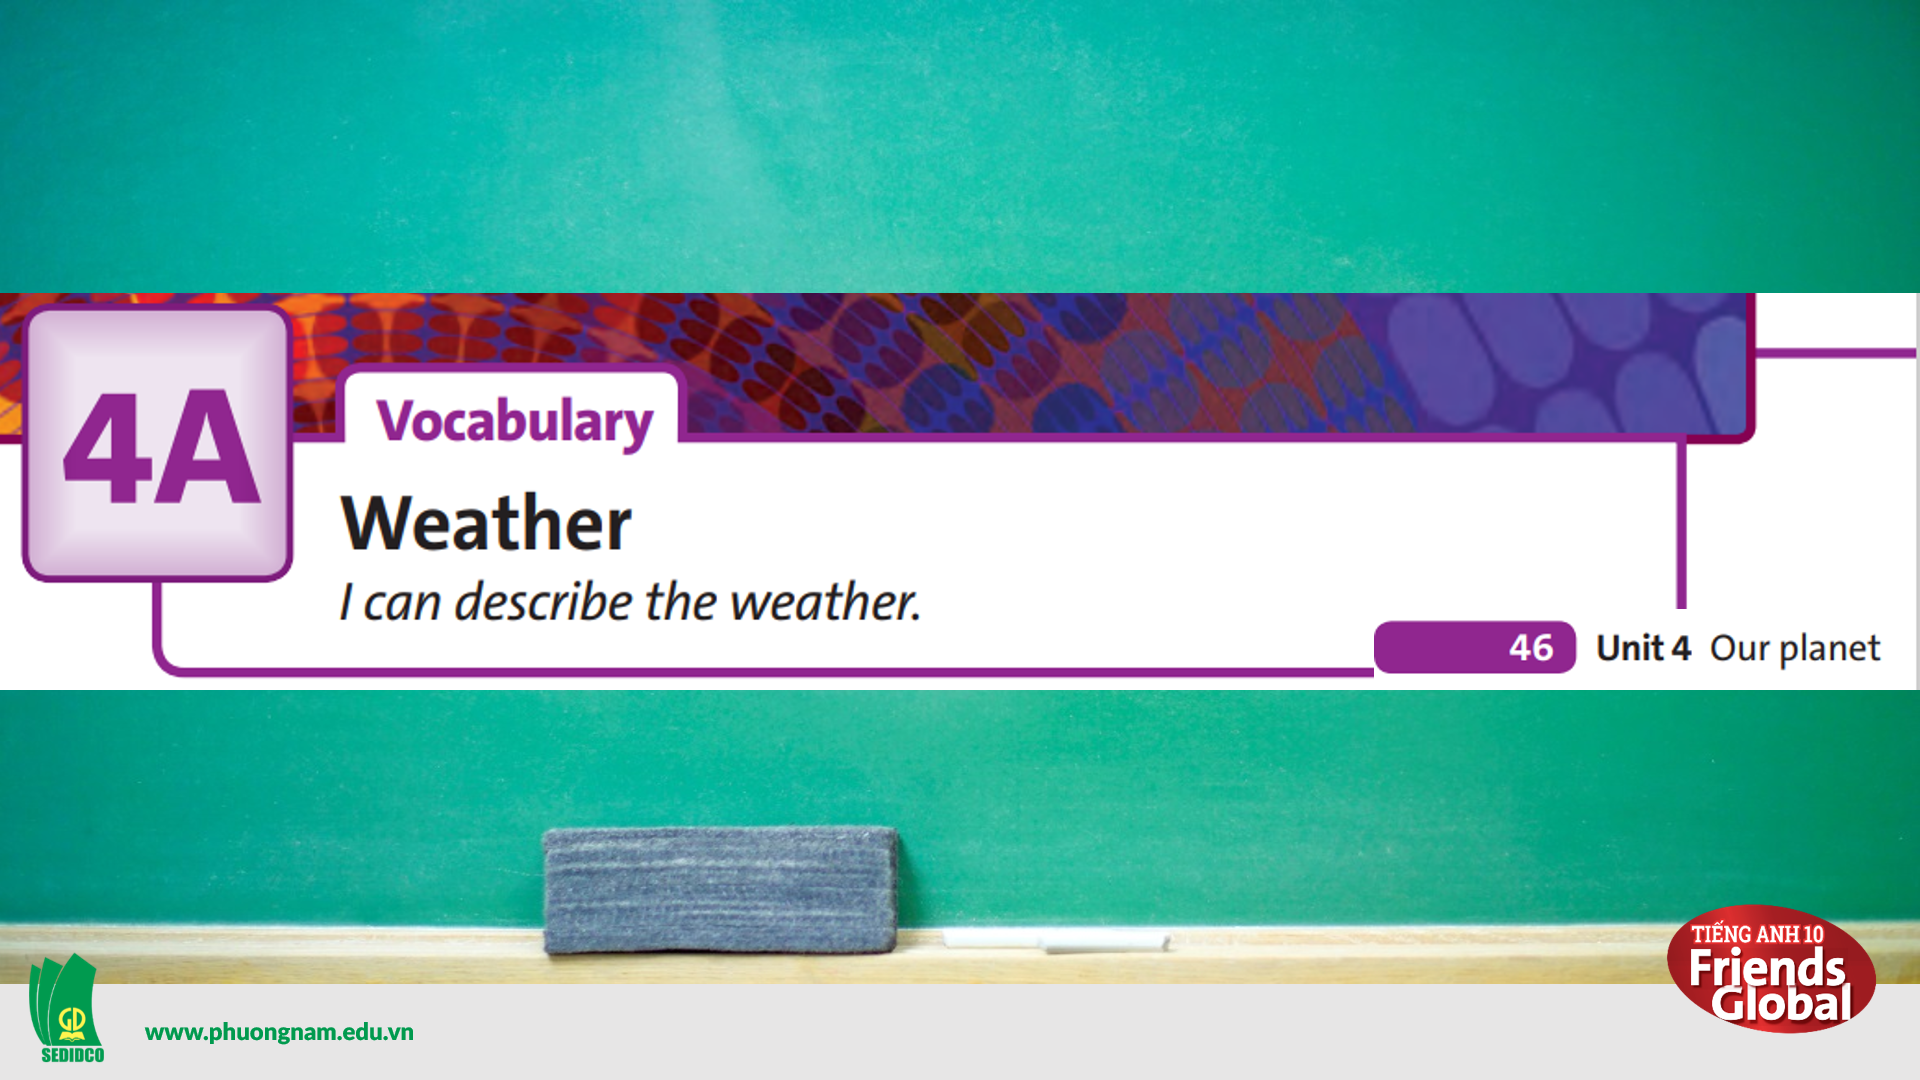 4A
Vocabulary
Weather
I can describe the weather.
46 Unit 4 Our planet
TIẾNG ANH 10
Friends
Global
GD
SEDIDCO
www.phuongnam.edu.vn